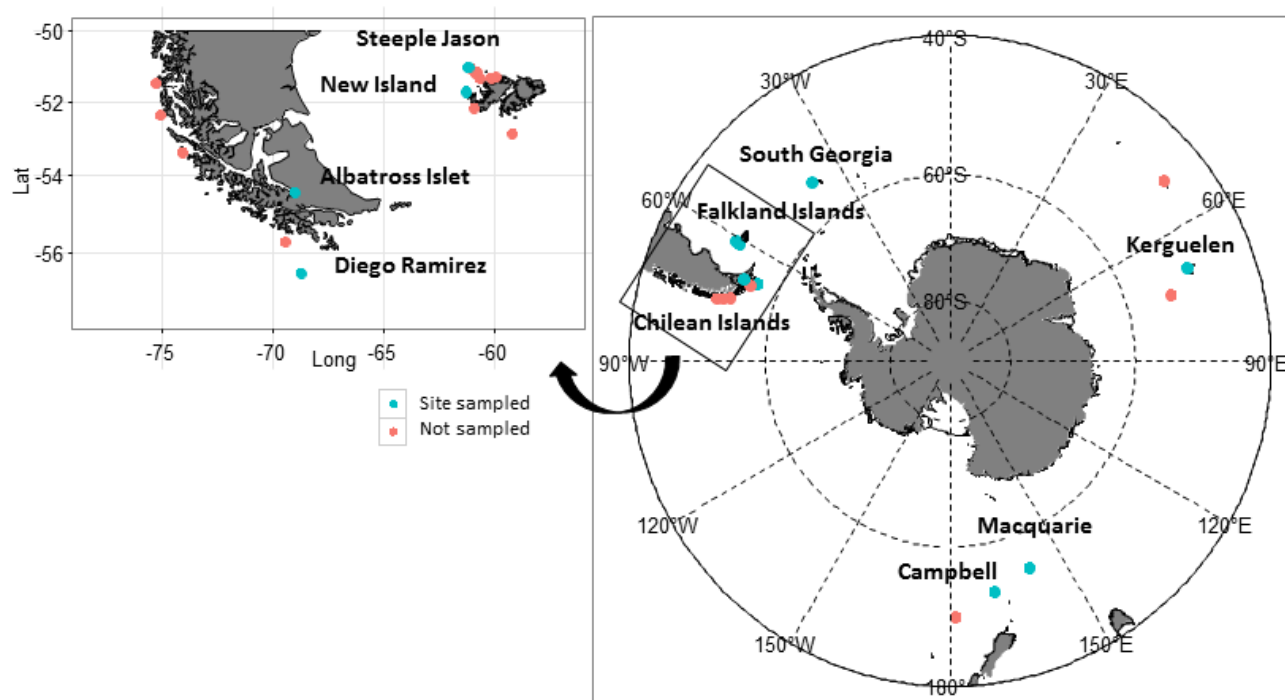 -50
Steeple Jason
New Island
-52
Lat
-54
Albatross Islet
-56
Diego Ramirez
-75
-70
-65
-60
Long
Site sampled
Not sampled
40°S
30°W
30°E
South Georgia
60°S
60°W
60°E
Falkland Islands
Kerguelen
80°S
Chilean Islands
90°W
90°E
120°W
120°E
Macquarie
Campbell
150°W
150°E
180°